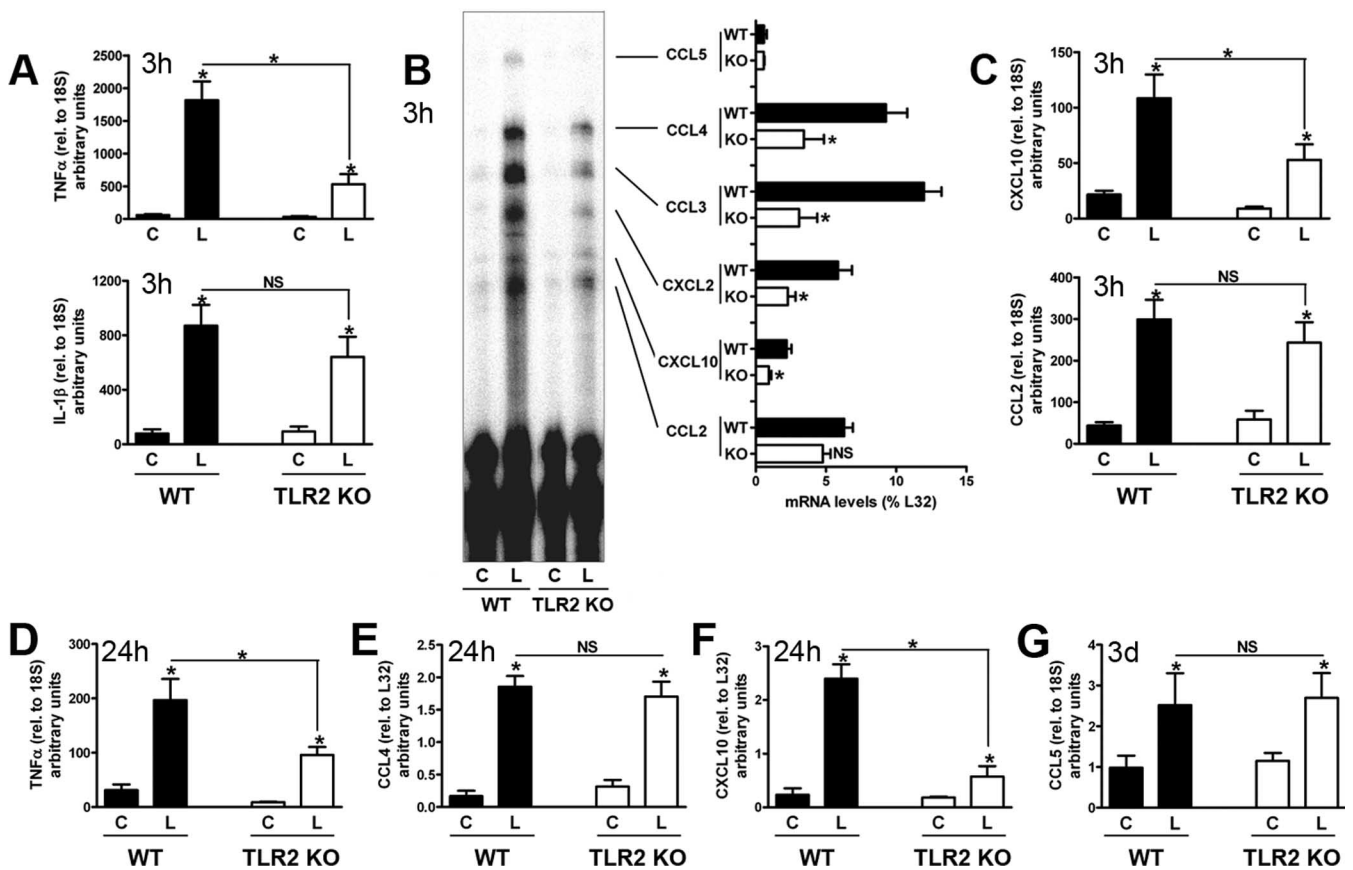 A
3h
TNFα (rel. to 18S)
arbitrary units
2500
2000
1500
1000
500
0
*
*
*
C
L
C
L
3h
IL-1β (rel. to 18S)
arbitrary units
1200
800
400
0
*
NS
*
C
L
C
L
WT
TLR2 KO
B
3h
C
L
C
L
WT
TLR2 KO
CCL5
WT
KO
CCL4
WT
KO
*
CCL3
WT
KO
*
CXCL2
WT
KO
*
CXCL10
WT
KO
*
CCL2
WT
KO
NS
0
5
10
15
mRNA levels (% L32)
C
3h
CXCL10 (rel. to 18S)
arbitrary units
150
100
50
0
*
*
*
C
L
C
L
3h
CCL2 (rel. to 18S)
arbitrary units
400
300
200
100
0
*
NS
*
C
L
C
L
WT
TLR2 KO
D
24h
TNFα (rel. to 18S)
arbitrary units
300
200
100
0
*
*
*
C
L
C
L
WT
TLR2 KO
E
24h
CCL4 (rel. to L32)
arbitrary units
2.5
2.0
1.5
1.0
0.5
0.0
*
NS
*
C
L
C
L
WT
TLR2 KO
F
24h
CXCL10 (rel. to L32)
arbitrary units
3
2
1
0
*
*
*
C
L
C
L
WT
TLR2 KO
G
3d
CCL5 (rel. to 18S)
arbitrary units
4
3
2
1
0
*
NS
*
C
L
C
L
WT
TLR2 KO